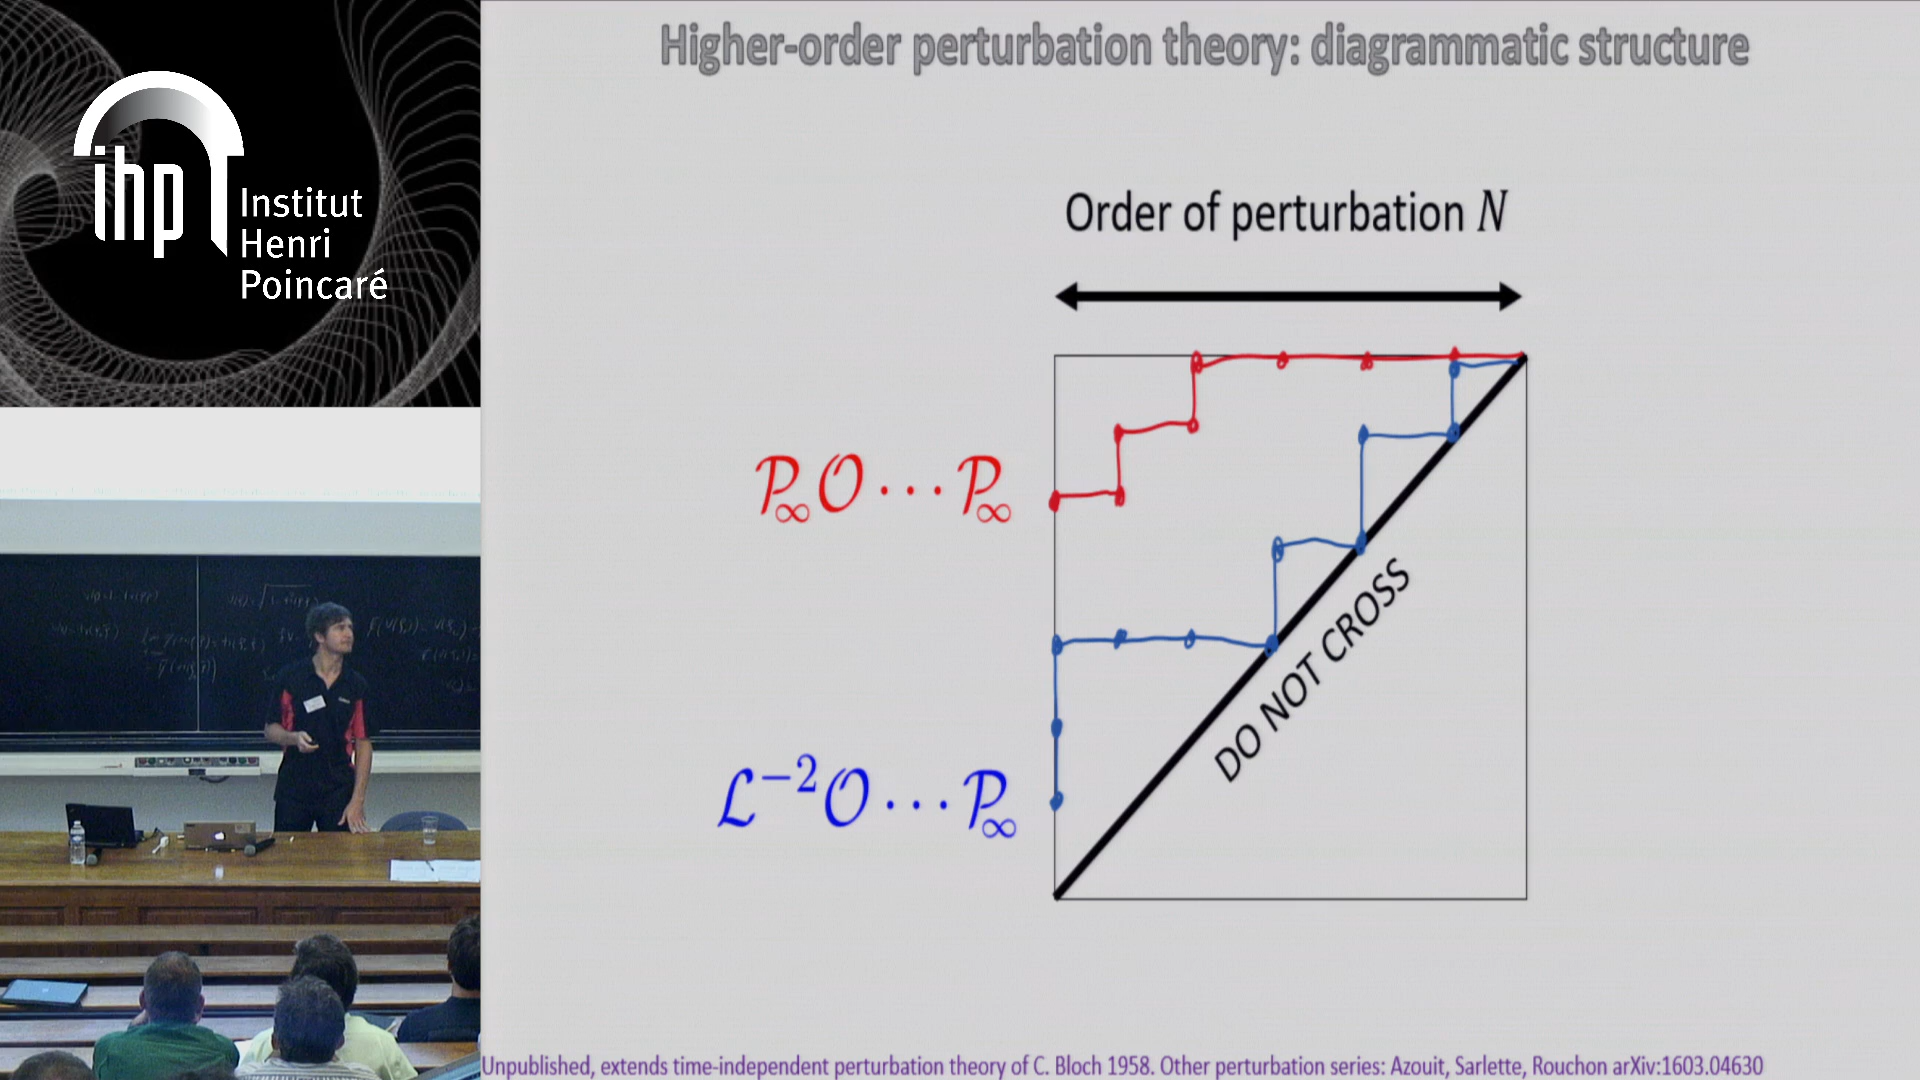 ihp
Institut
Henri
Poincaré
Higher-order perturbation theory: diagrammatic structure
Order of perturbation N
P∞O···P∞
L⁻²O···P∞
DO NOT CROSS
Unpublished, extends time-independent perturbation theory of C. Bloch 1958. Other perturbation series: Azouit, Sarlette, Rouchon arXiv:1603.04630